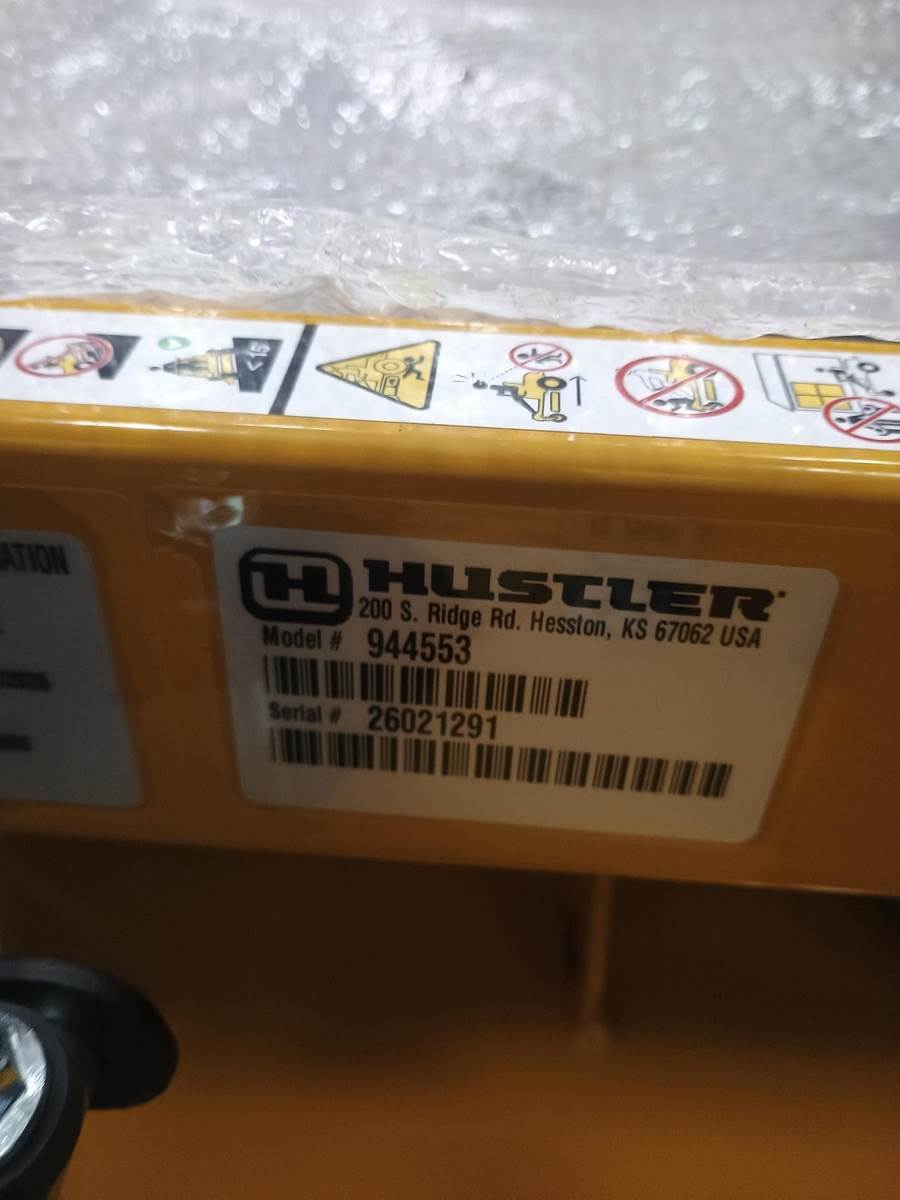 HUSTLER
200 S. Ridge Rd. Hesston, KS 67062 USA
Model # 944553
Serial # 26021291
ATION